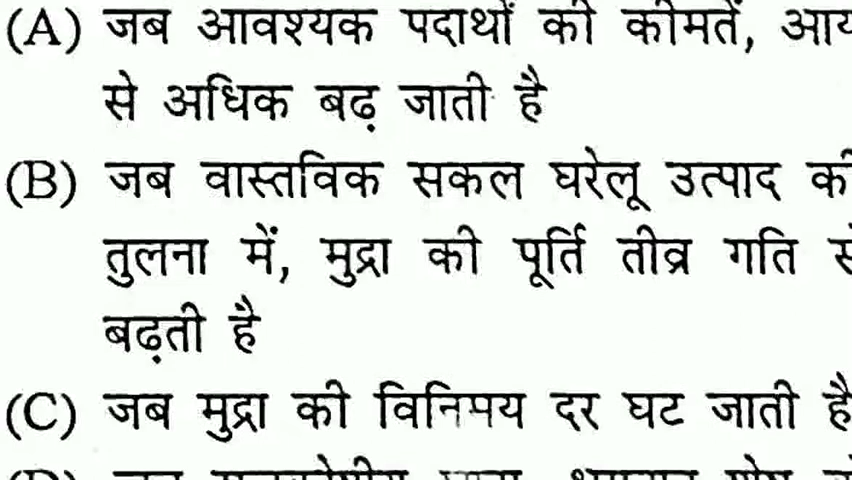 (A) जब आवश्यक पदार्थों की कीमतें, आय
से अधिक बढ़ जाती है
(B) जब वास्तविक सकल घरेलू उत्पाद की
तुलना में, मुद्रा की पूर्ति तीव्र गति से
बढ़ती है
(C) जब मुद्रा की विनिमय दर घट जाती है